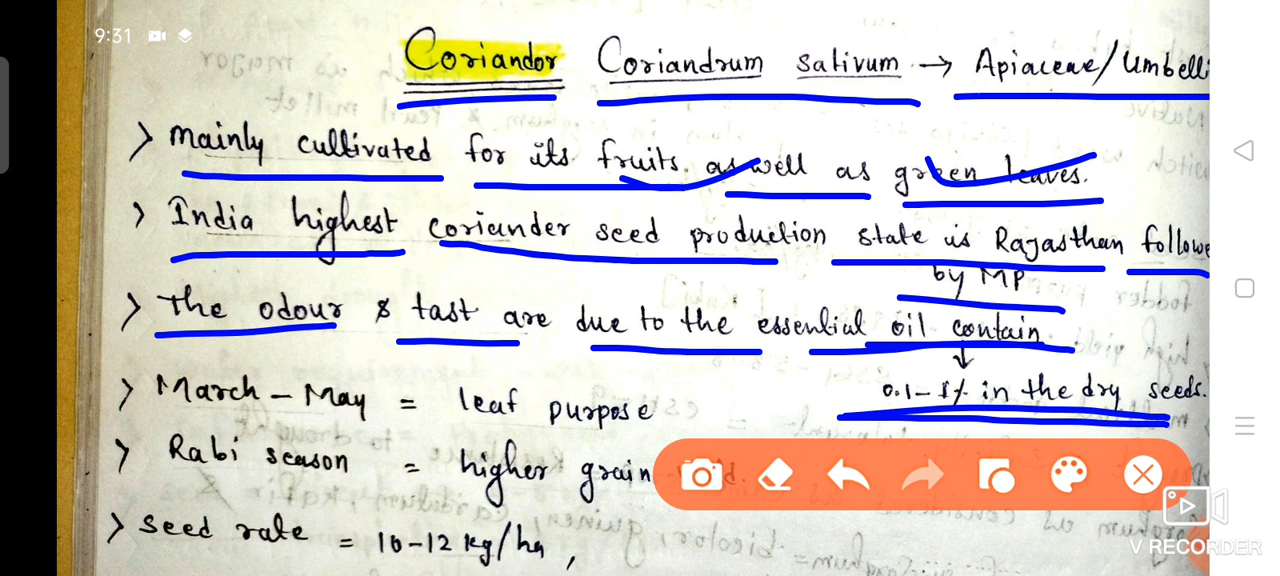 9:31
Coriandor Coriandrum sativum → Apiaceae/Umbelli
> mainly cultivated for its fruits as well as green leaves.
> India highest coriander seed production state is Rajasthan followe
by MP
> the odour & tast are due to the essential oil contain
↓
> March - May = leaf purpose 0.1-1% in the dry seeds.
> Rabi season = higher grain
> Seed rate = 10-12 kg/ha,
V RECORDER